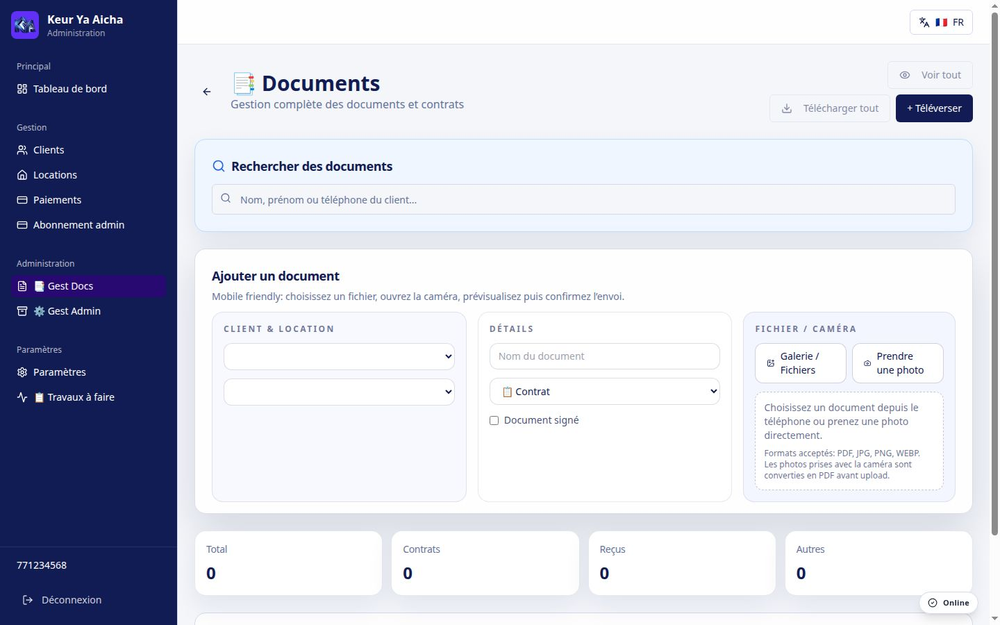 Keur Ya Aicha
Administration
Principal
Tableau de bord
Gestion
Clients
Locations
Paiements
Abonnement admin
Administration
Gest Docs
Gest Admin
Paramètres
Paramètres
Travaux à faire
771234568
Déconnexion
FR
Documents
Gestion complète des documents et contrats
Voir tout
Télécharger tout
+ Téléverser
Rechercher des documents
Nom, prénom ou téléphone du client...
Ajouter un document
Mobile friendly: choisissez un fichier, ouvrez la caméra, prévisualisez puis confirmez l’envoi.
CLIENT & LOCATION
DÉTAILS
Nom du document
Contrat
Document signé
FICHIER / CAMÉRA
Galerie /
Fichiers
Prendre
une photo
Choisissez un document depuis le
téléphone ou prenez une photo
directement.
Formats acceptés: PDF, JPG, PNG, WEBP.
Les photos prises avec la caméra sont
converties en PDF avant upload.
Total
0
Contrats
0
Reçus
0
Autres
0
Online